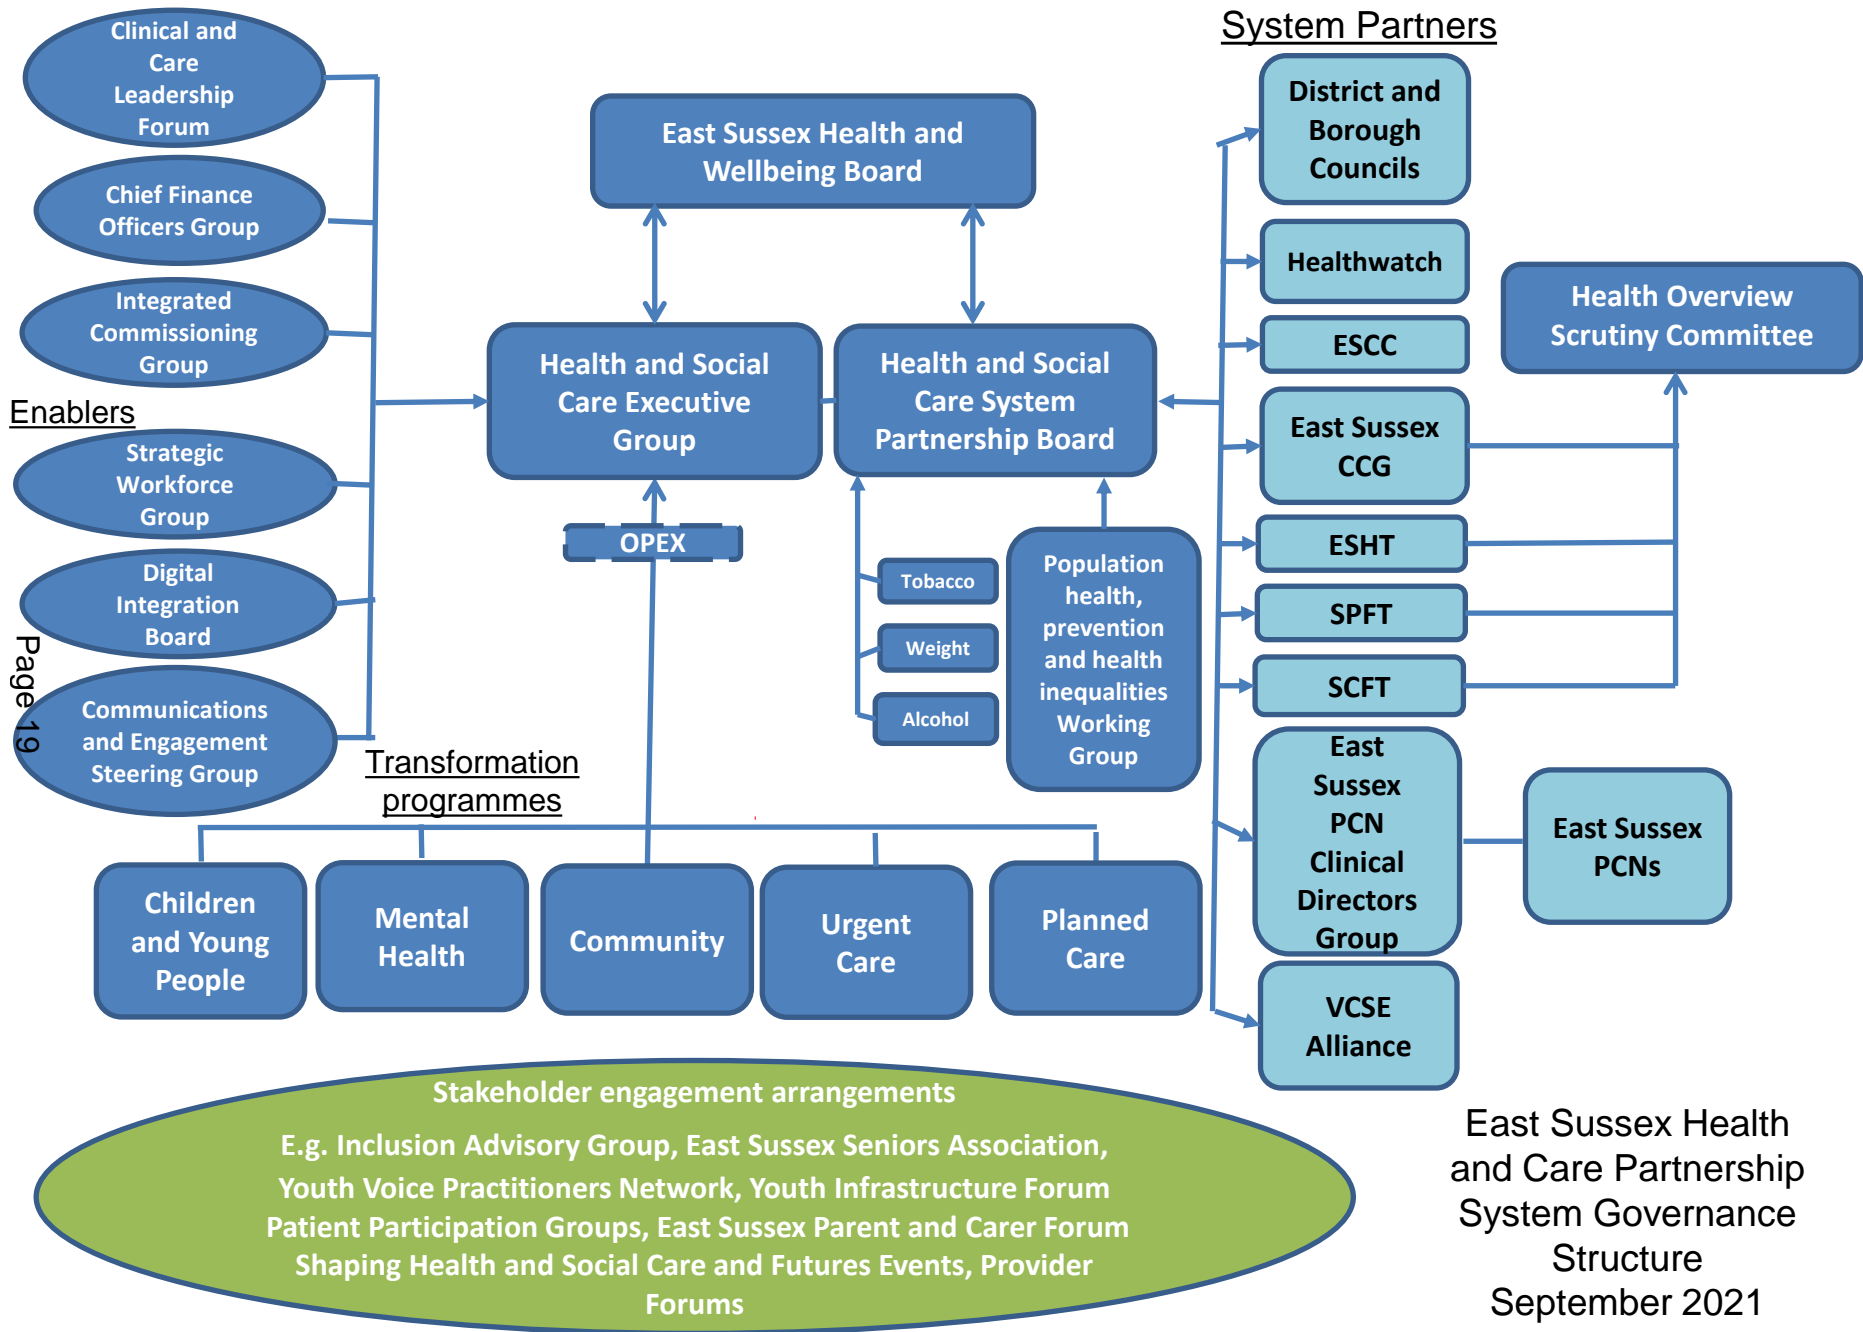 Clinical and
Care
Leadership
Forum
Chief Finance
Officers Group
Integrated
Commissioning
Group
Enablers
Strategic
Workforce
Group
Digital
Integration
Board
Page 19
Communications
and Engagement
Steering Group
East Sussex Health and
Wellbeing Board
Health and Social
Care Executive
Group
Health and Social
Care System
Partnership Board
OPEX
Tobacco
Weight
Alcohol
Population
health,
prevention
and health
inequalities
Working
Group
Transformation
programmes
Children
and Young
People
Mental
Health
Community
Urgent
Care
Planned
Care
System Partners
District and
Borough
Councils
Healthwatch
ESCC
East Sussex
CCG
ESHT
SPFT
SCFT
East
Sussex
PCN
Clinical
Directors
Group
VCSE
Alliance
Health Overview
Scrutiny Committee
East Sussex
PCNs
Stakeholder engagement arrangements
E.g. Inclusion Advisory Group, East Sussex Seniors Association,
Youth Voice Practitioners Network, Youth Infrastructure Forum
Patient Participation Groups, East Sussex Parent and Carer Forum
Shaping Health and Social Care and Futures Events, Provider
Forums
East Sussex Health
and Care Partnership
System Governance
Structure
September 2021